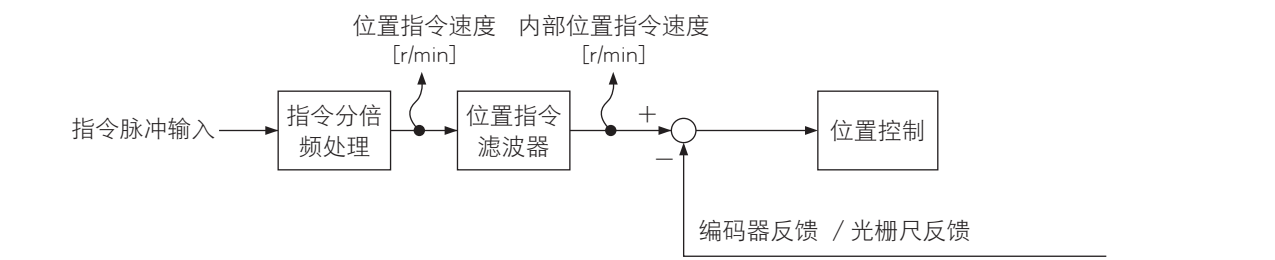 位置指令速度 内部位置指令速度
[r/min] [r/min]
指令脉冲输入
指令分倍
频处理
位置指令
滤波器
+
−
位置控制
编码器反馈 / 光栅尺反馈